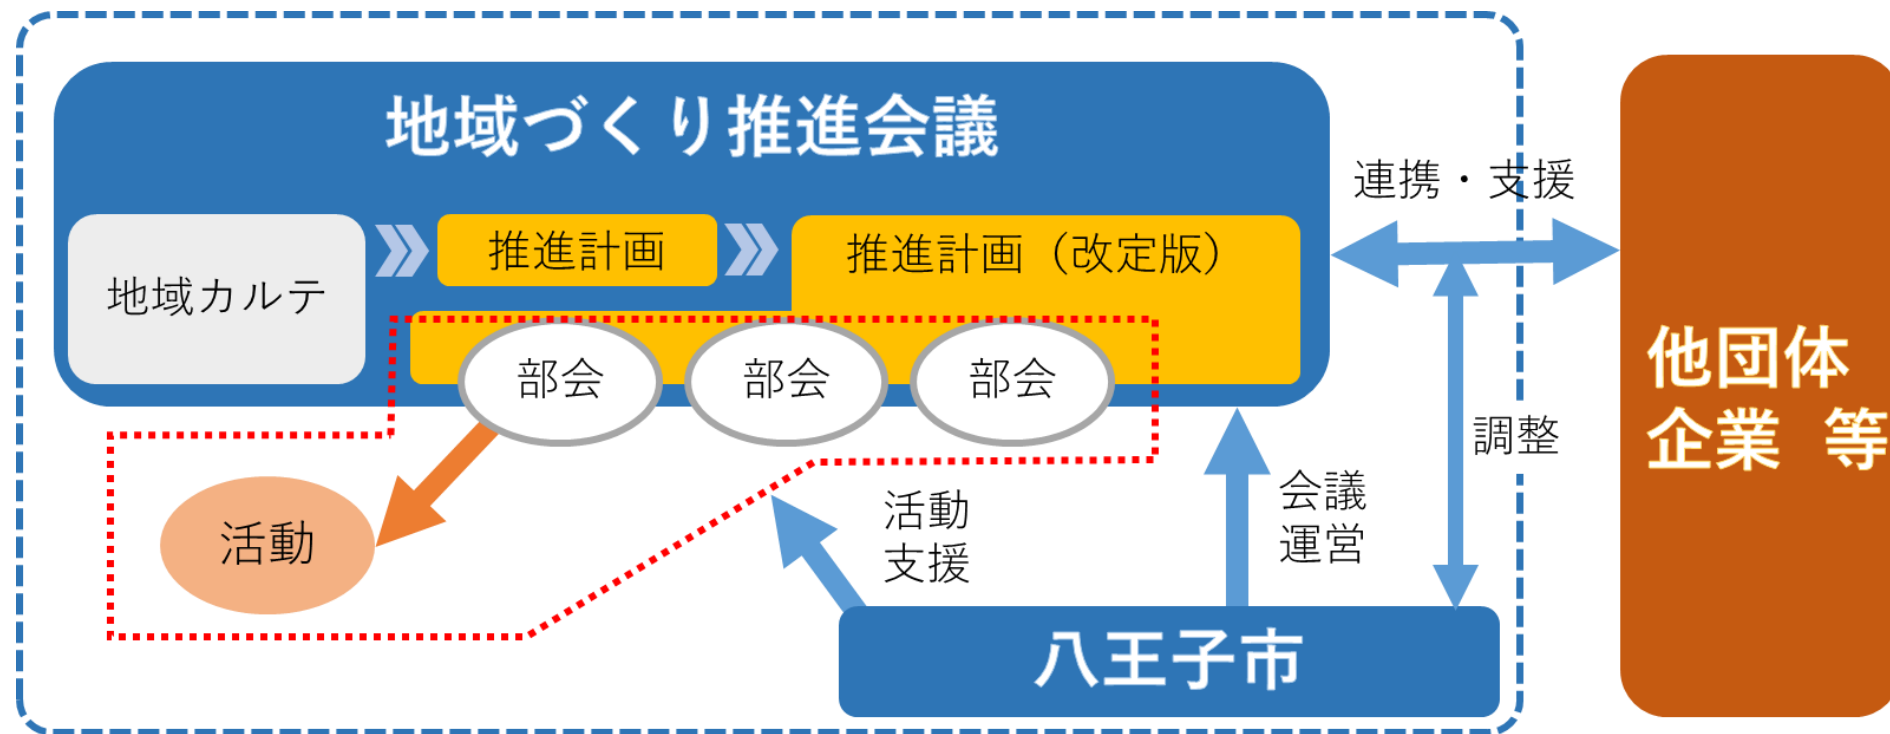 地域づくり推進会議
連携・支援
地域カルテ
推進計画
推進計画（改定版）
部会
部会
部会
他団体
企業 等
調整
活動
活動
支援
会議
運営
八王子市